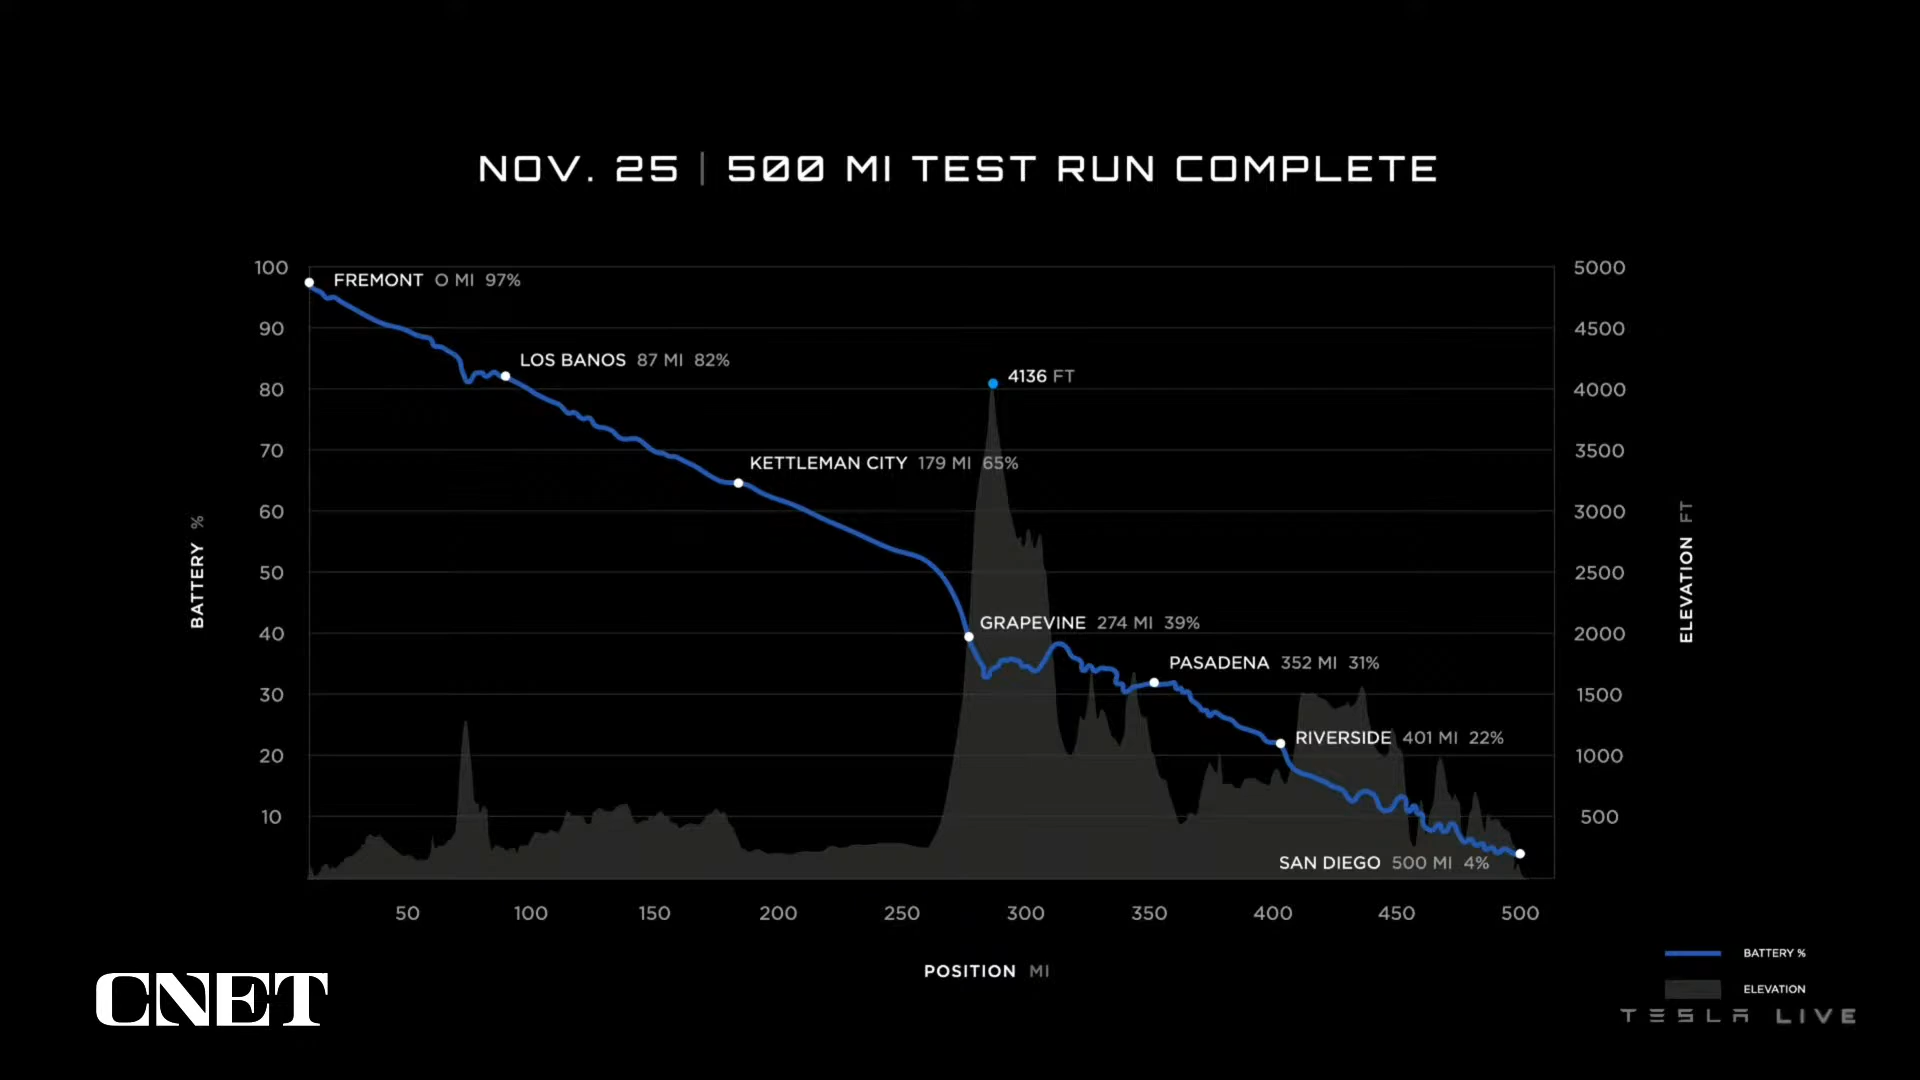 NOV. 25 | 500 MI TEST RUN COMPLETE
100
5000
FREMONT O MI 97%
90
4500
LOS BANOS 87 MI 82%
4136 FT
80
4000
70
3500
KETTLEMAN CITY 179 MI 65%
60
3000
BATTERY %
ELEVATION FT
50
2500
GRAPEVINE 274 MI 39%
40
2000
PASADENA 352 MI 31%
30
1500
RIVERSIDE 401 MI 22%
20
1000
10
500
SAN DIEGO 500 MI 4%
50 100 150 200 250 300 350 400 450 500
POSITION MI
BATTERY %
ELEVATION
CNET
TESLA LIVE